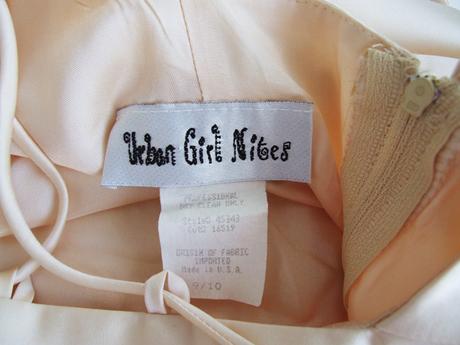 Urban Girl Nites
PROFESSIONAL
DRY CLEAN ONLY
Style# 45343
Cut# 16519
ORIGIN OF FABRIC
IMPORTED
Made in U.S.A.
9/10